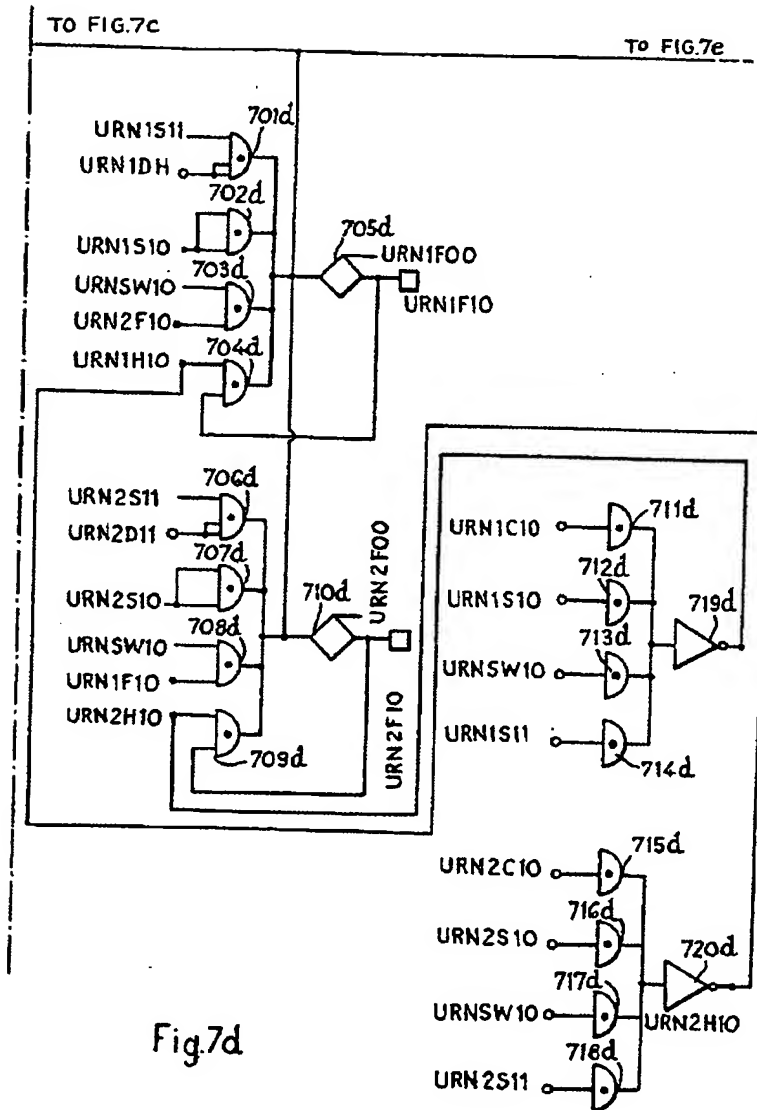 TO FIG.7c
TO FIG.7e
URN1S11
701d
URN1DH
702d
URN1S10
703d
705d
URN1F00
URNSW10
URN2F10
URN1F10
URN1H10
704d
URN2S11
706d
URN2D11
707d
URN2S10
708d
710d
URN2F00
URNSW10
URN1F10
URN2H10
709d
URN2F10
URN1C10
711d
712d
URN1S10
719d
URNSW10
713d
URN1S11
714d
URN2C10
715d
716d
URN2S10
720d
717d
URNSW10
URN2H10
718d
URN2S11
Fig.7d